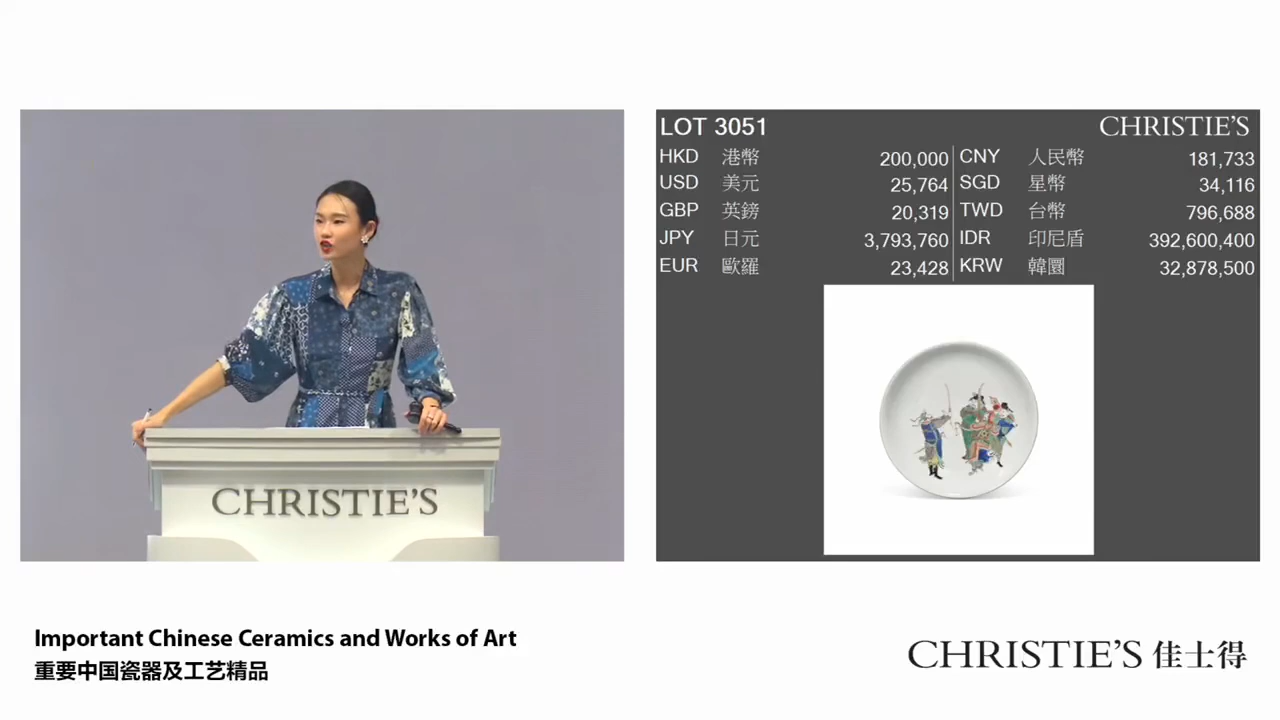 LOT 3051
CHRISTIE'S
HKD 港幣 200,000 CNY 人民幣 181,733
USD 美元 25,764 SGD 星幣 34,116
GBP 英鎊 20,319 TWD 台幣 796,688
JPY 日元 3,793,760 IDR 印尼盾 392,600,400
EUR 歐羅 23,428 KRW 韓圜 32,878,500
CHRISTIE'S
Important Chinese Ceramics and Works of Art
重要中国瓷器及工艺精品
CHRISTIE'S 佳士得